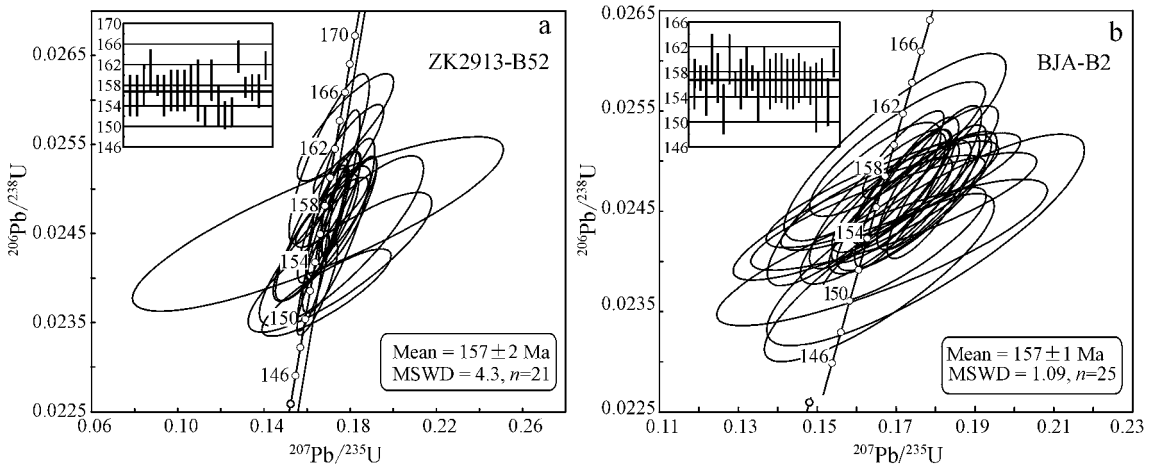 a
ZK2913-B52
170
166
162
158
154
150
146
0.0265
0.0255
0.0245
0.0235
0.0225
206Pb/238U
170
166
162
158
154
150
146
Mean = 157±2 Ma
MSWD = 4.3, n=21
0.06 0.10 0.14 0.18 0.22 0.26
207Pb/235U
b
BJA-B2
166
162
158
154
150
146
0.0265
0.0255
0.0245
0.0235
0.0225
206Pb/238U
166
162
158
154
150
146
Mean = 157±1 Ma
MSWD = 1.09, n=25
0.11 0.13 0.15 0.17 0.19 0.21 0.23
207Pb/235U